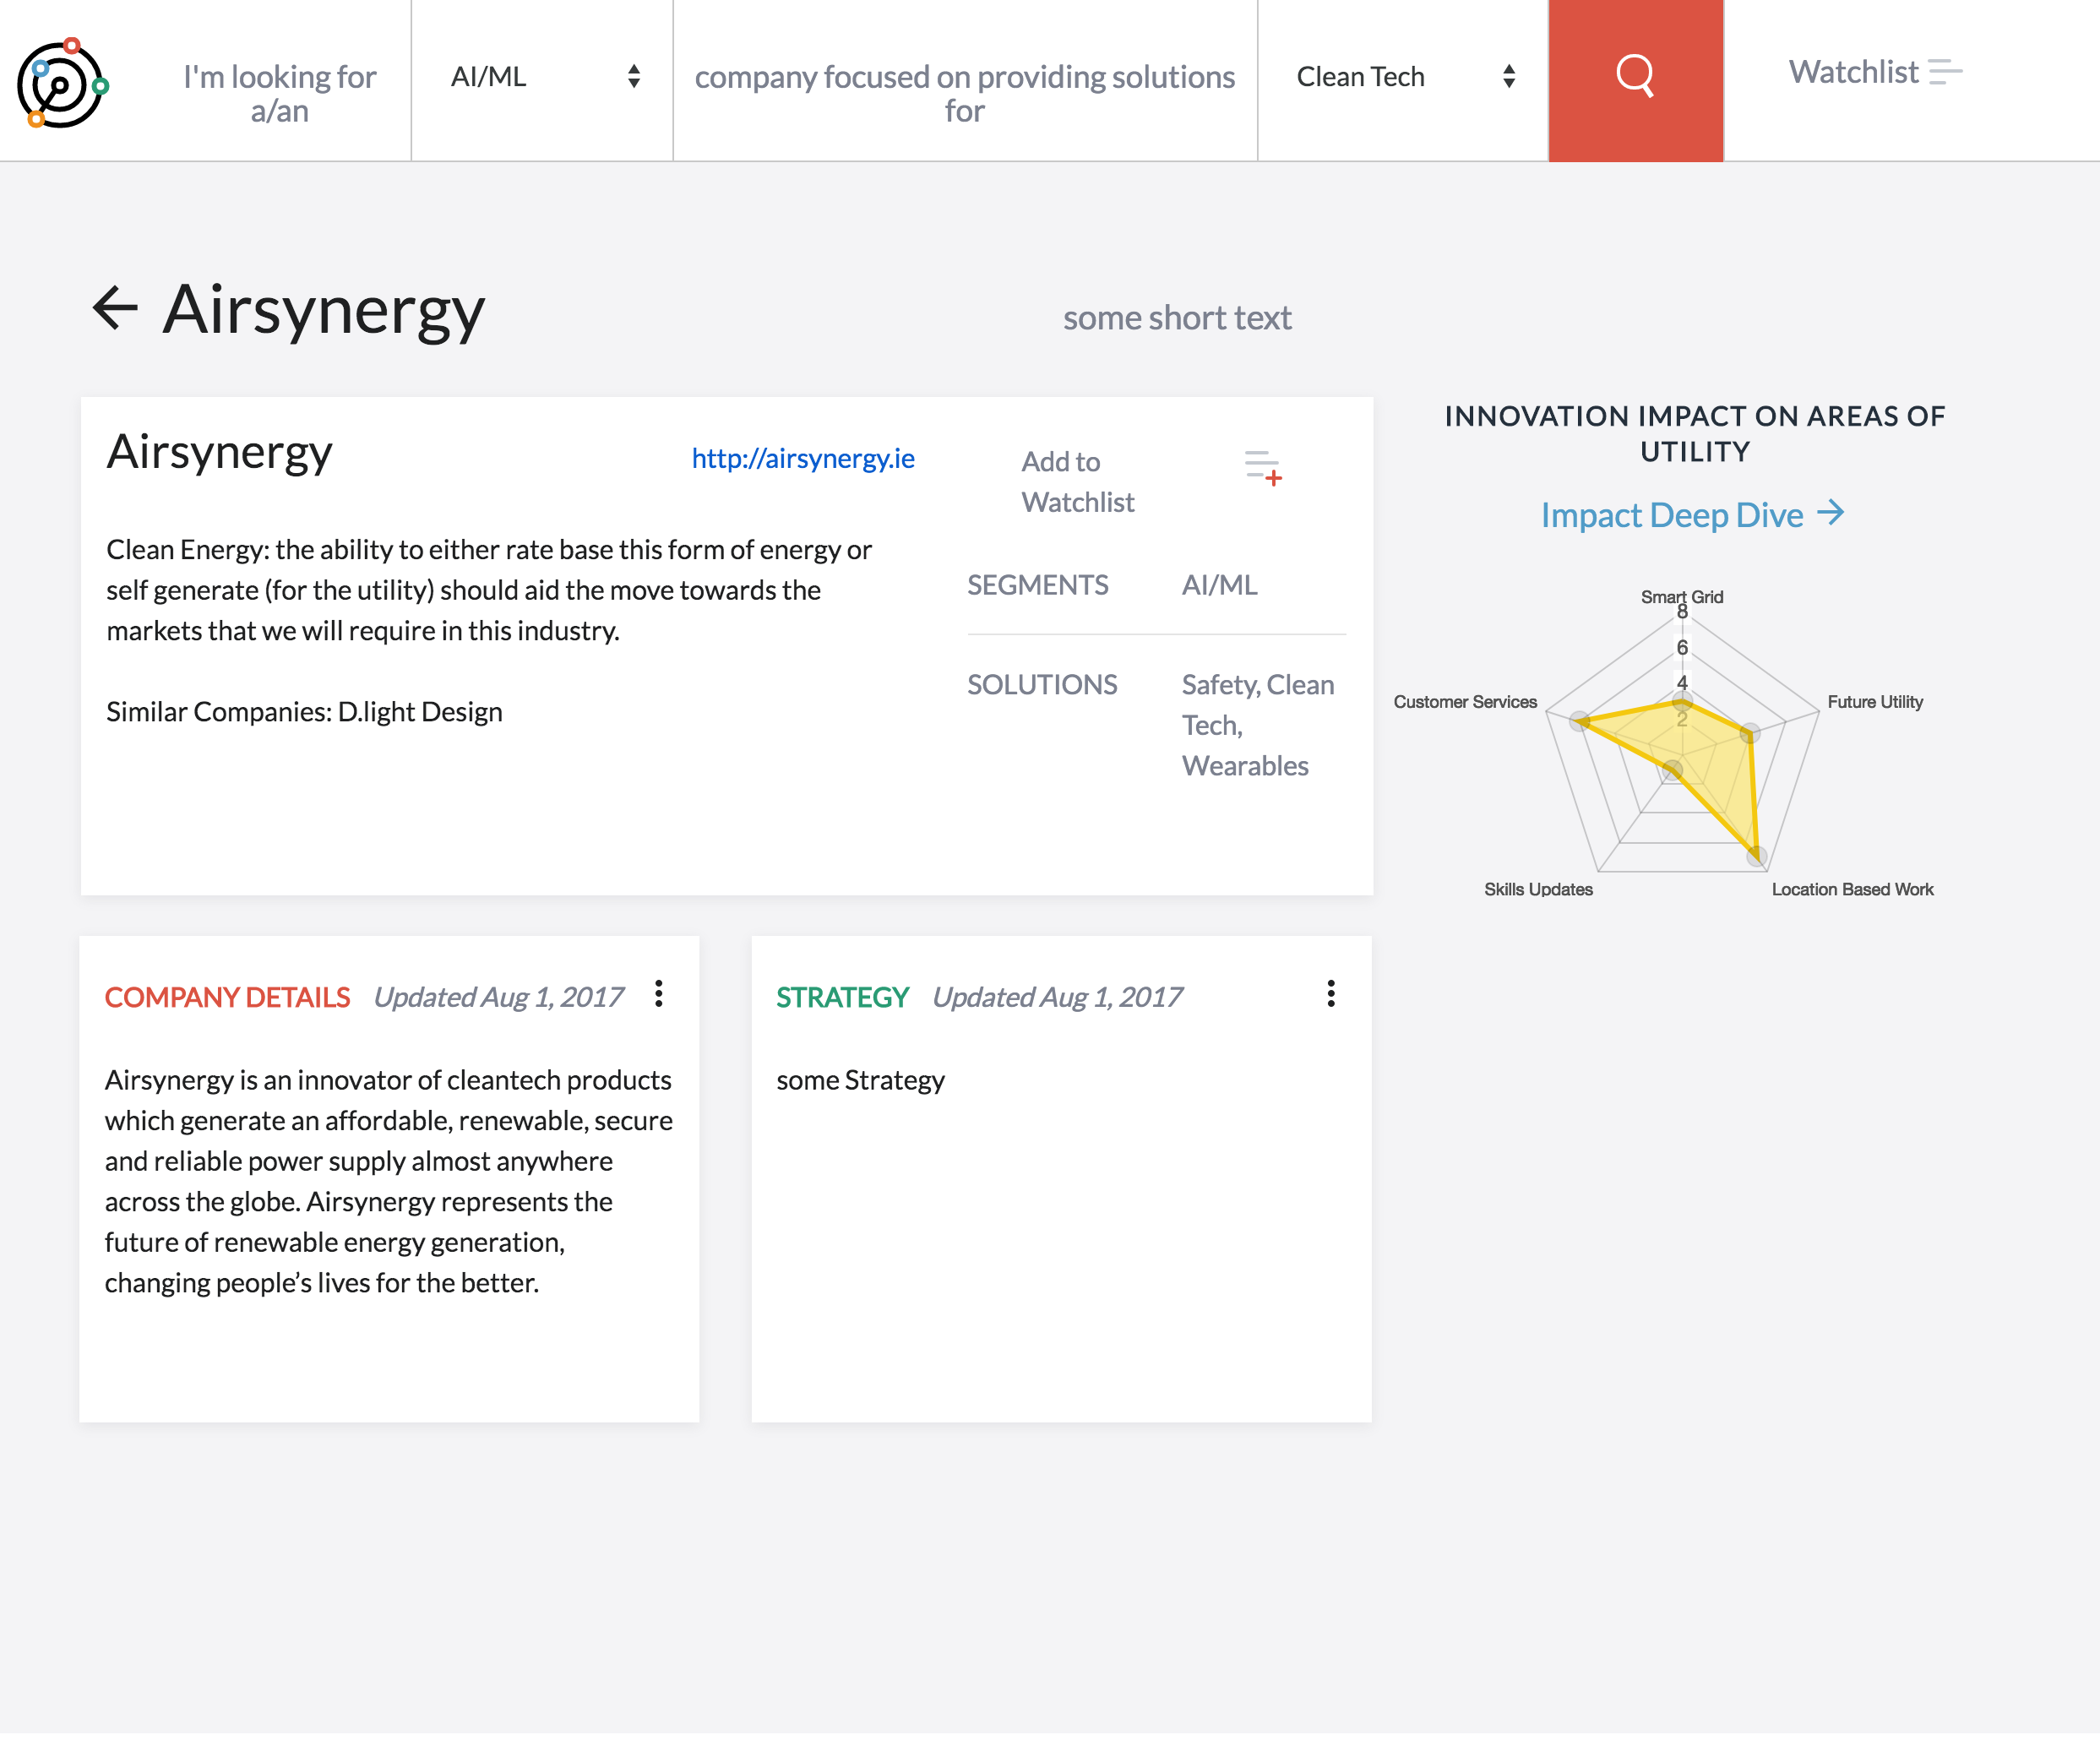 I'm looking for
a/an
AI/ML
company focused on providing solutions
for
Clean Tech
Watchlist
Airsynergy
some short text
Airsynergy
http://airsynergy.ie
Add to
Watchlist
Clean Energy: the ability to either rate base this form of energy or
self generate (for the utility) should aid the move towards the
markets that we will require in this industry.
Similar Companies: D.light Design
SEGMENTS
AI/ML
SOLUTIONS
Safety, Clean
Tech,
Wearables
INNOVATION IMPACT ON AREAS OF
UTILITY
Impact Deep Dive
Smart Grid
8
6
4
2
Customer Services
Future Utility
Skills Updates
Location Based Work
COMPANY DETAILS Updated Aug 1, 2017
Airsynergy is an innovator of cleantech products
which generate an affordable, renewable, secure
and reliable power supply almost anywhere
across the globe. Airsynergy represents the
future of renewable energy generation,
changing people’s lives for the better.
STRATEGY Updated Aug 1, 2017
some Strategy